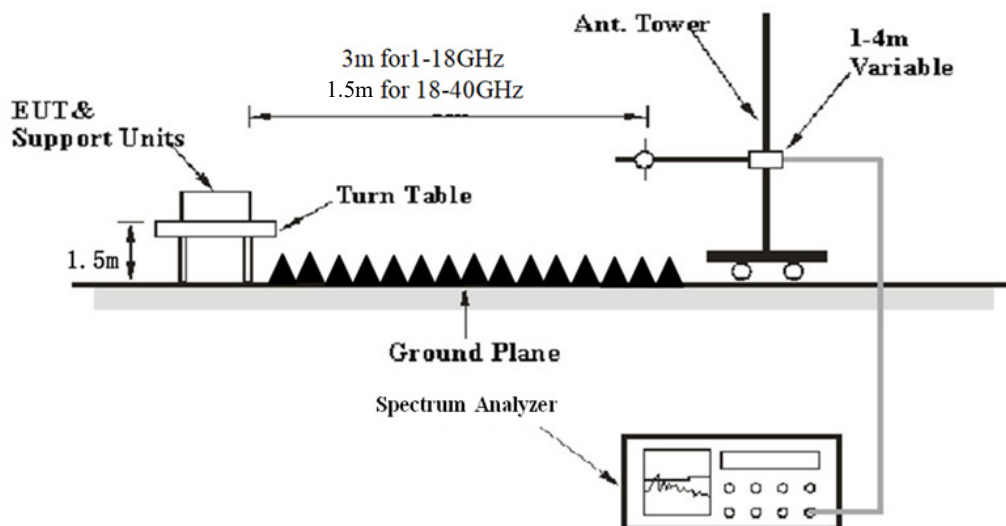 Ant. Tower
1-4m
Variable
3m for1-18GHz
1.5m for 18-40GHz
EUT&
Support Units
Turn Table
1.5m
Ground Plane
Spectrum Analyzer